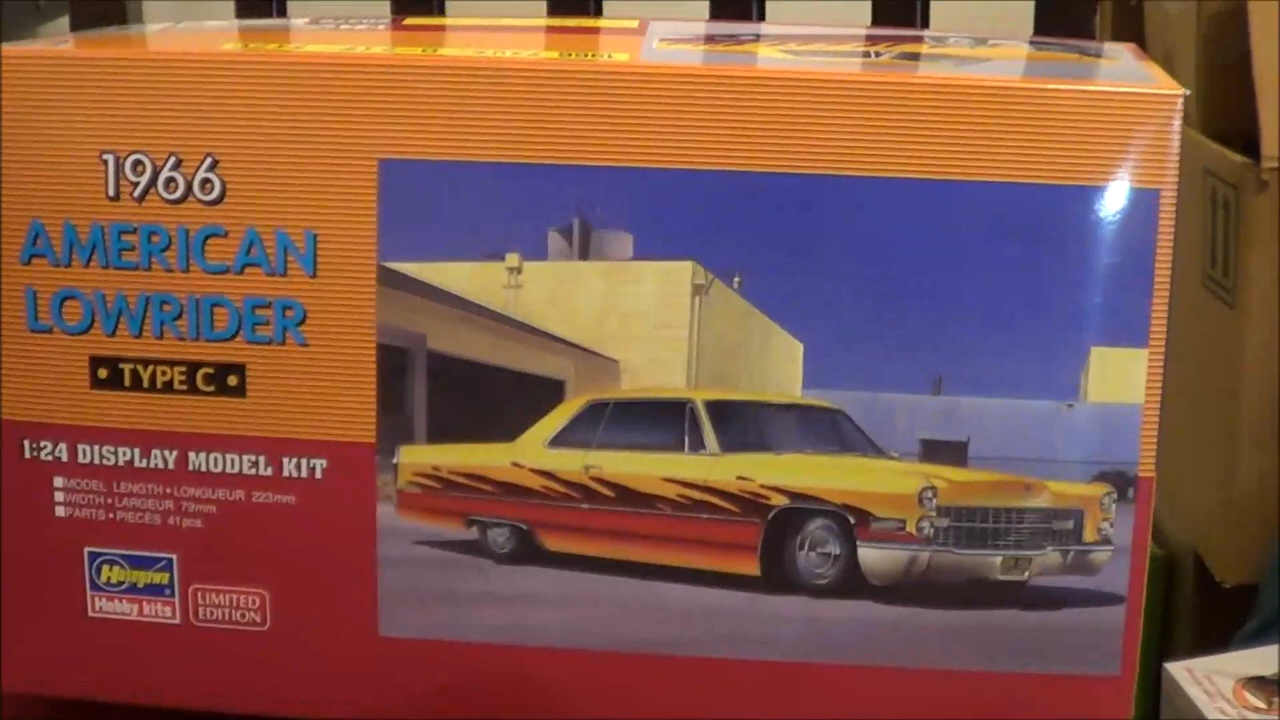 1966
AMERICAN
LOWRIDER
• TYPE C •
1:24 DISPLAY MODEL KIT
■MODEL LENGTH • LONGUEUR 223mm
■WIDTH • LARGEUR 79mm
■PARTS • PIECES 41pcs.
Hasegawa
Hobby kits
LIMITED
EDITION